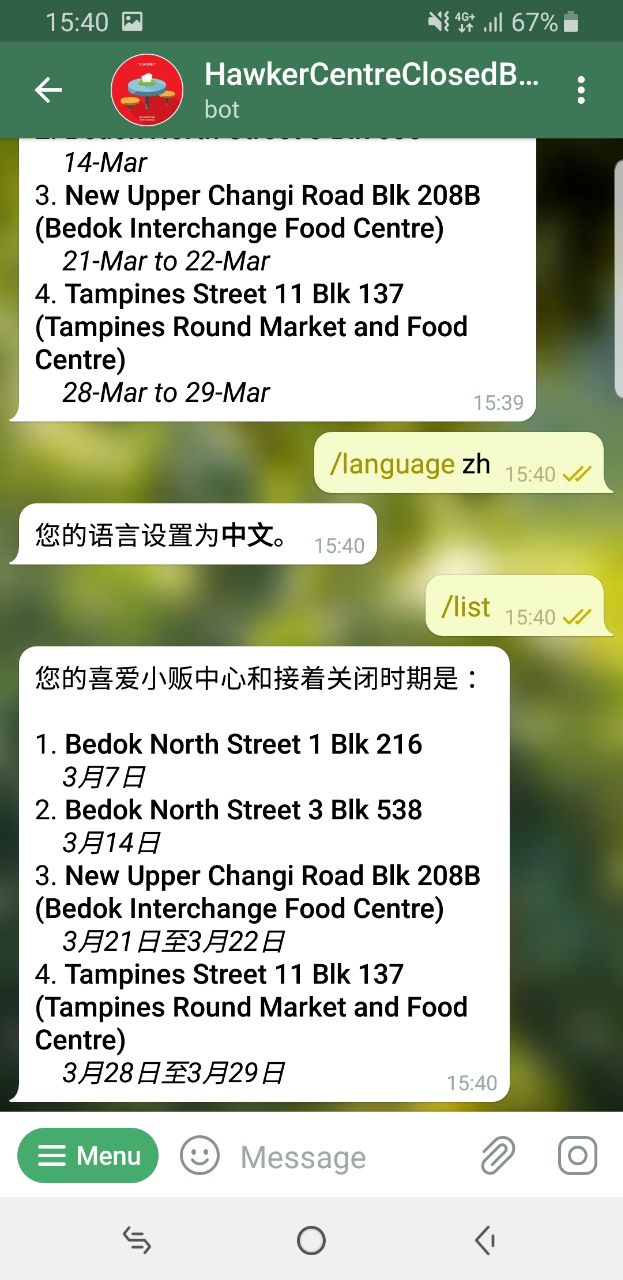 15:40
4G+
67%
HawkerCentreClosedB...
bot
14-Mar
3. New Upper Changi Road Blk 208B
(Bedok Interchange Food Centre)
21-Mar to 22-Mar
4. Tampines Street 11 Blk 137
(Tampines Round Market and Food
Centre)
28-Mar to 29-Mar
15:39
/language zh 15:40
您的语言设置为中文。 15:40
/list 15:40
您的喜爱小贩中心和接着关闭时期是：
1. Bedok North Street 1 Blk 216
3月7日
2. Bedok North Street 3 Blk 538
3月14日
3. New Upper Changi Road Blk 208B
(Bedok Interchange Food Centre)
3月21日至3月22日
4. Tampines Street 11 Blk 137
(Tampines Round Market and Food
Centre)
3月28日至3月29日
15:40
Menu
Message